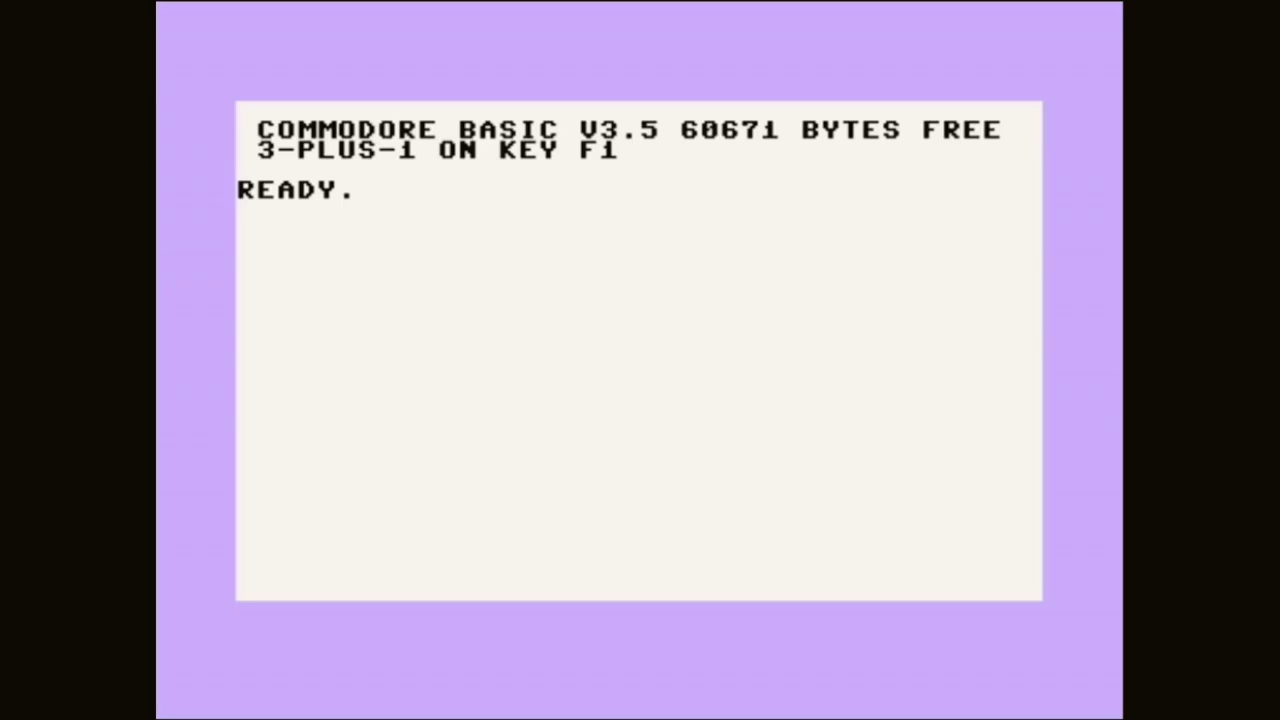 COMMODORE BASIC V3.5 60671 BYTES FREE
3-PLUS-1 ON KEY F1
READY.